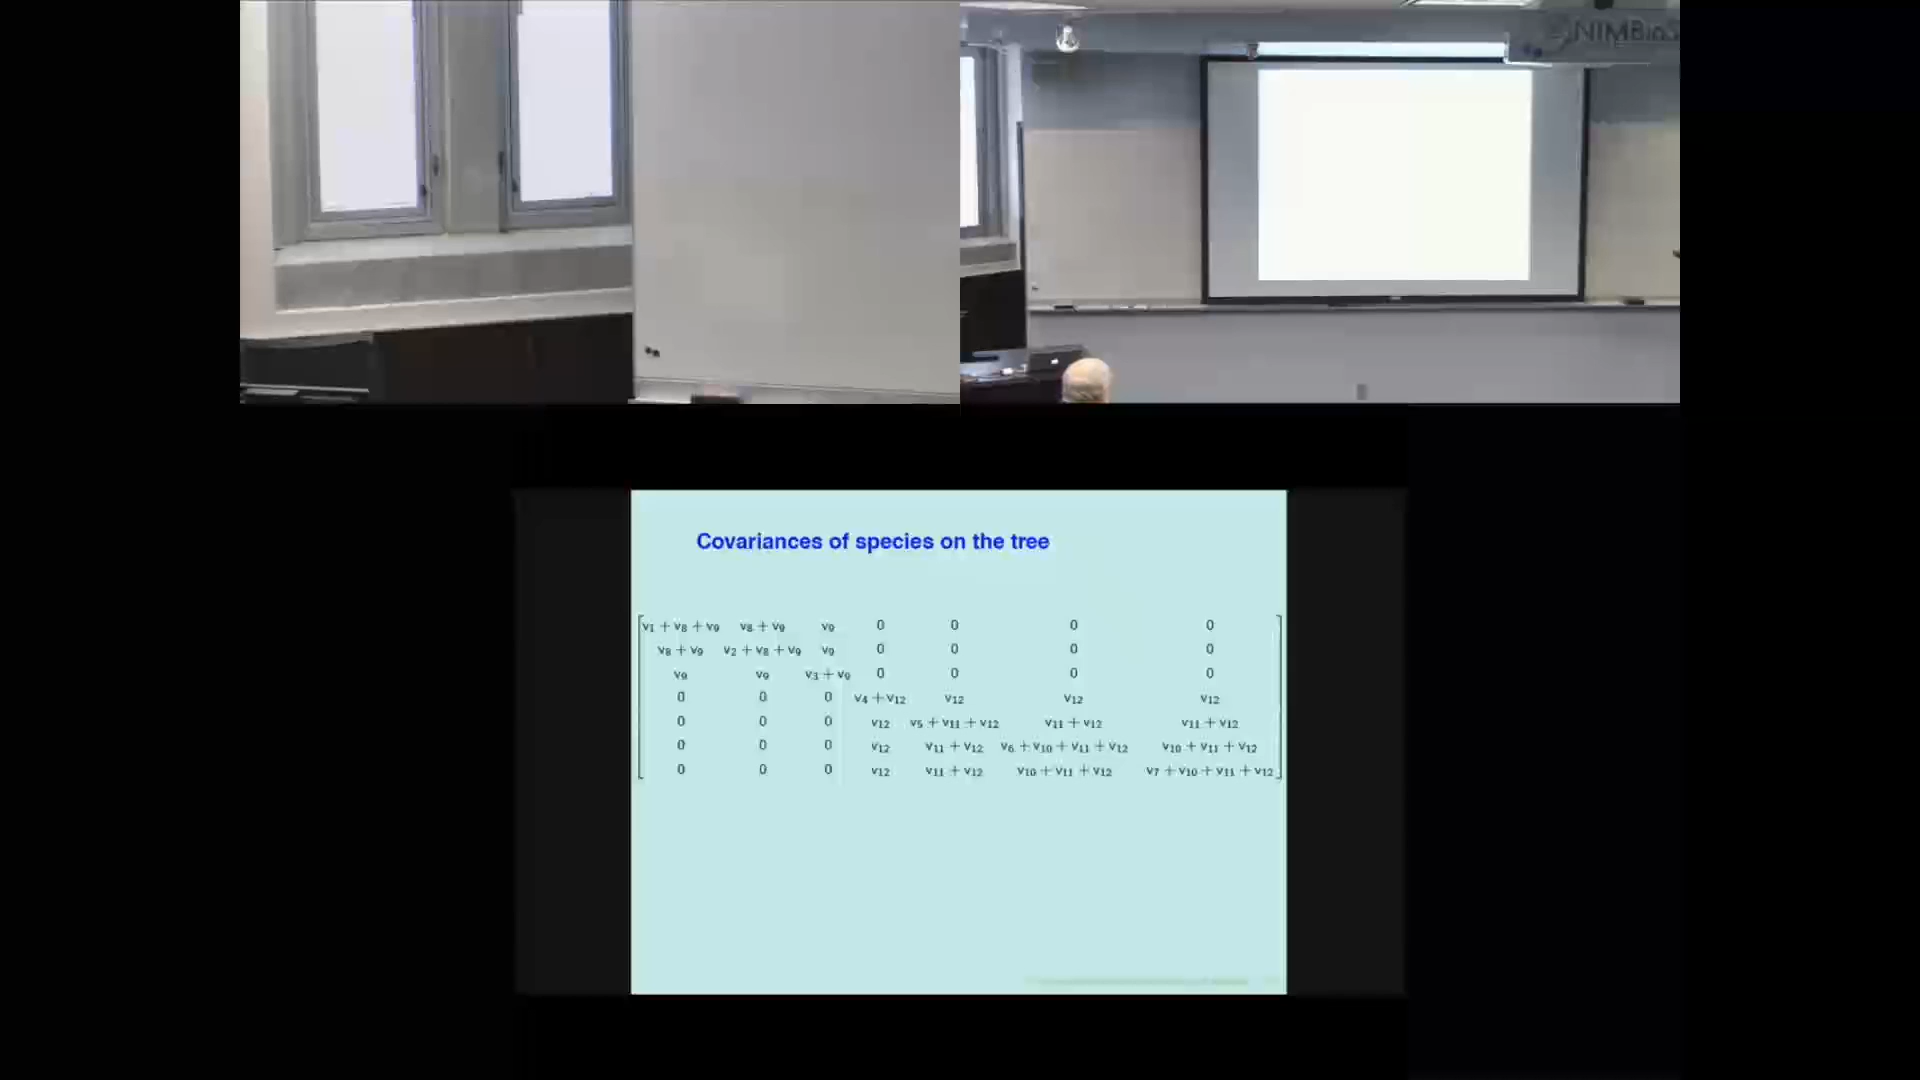 NIMBioS
Covariances of species on the tree
v1 + v8 + v9 v8 + v9 v9 0 0 0 0
v8 + v9 v2 + v8 + v9 v9 0 0 0 0
v9 v9 v3 + v9 0 0 0 0
0 0 0 v4 + v12 v12 v12 v12
0 0 0 v12 v5 + v11 + v12 v11 + v12 v11 + v12
0 0 0 v12 v11 + v12 v6 + v10 + v11 + v12 v10 + v11 + v12
0 0 0 v12 v11 + v12 v10 + v11 + v12 v7 + v10 + v11 + v12